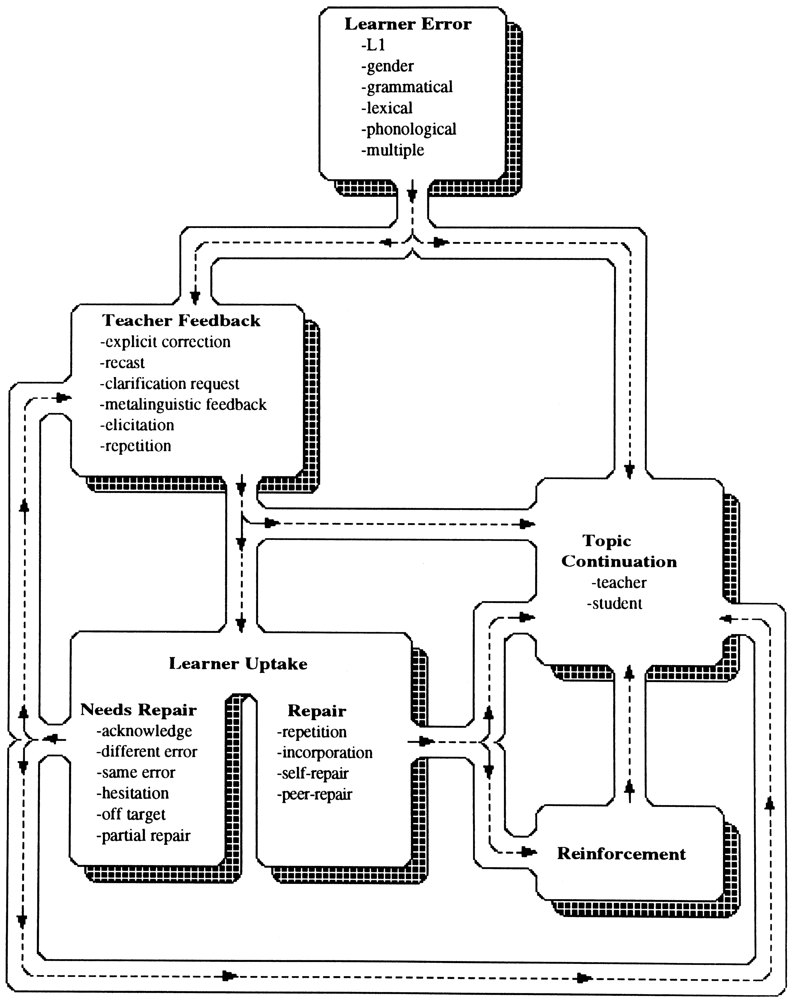 Learner Error
-L1
-gender
-grammatical
-lexical
-phonological
-multiple
Teacher Feedback
-explicit correction
-recast
-clarification request
-metalinguistic feedback
-elicitation
-repetition
Topic
Continuation
-teacher
-student
Learner Uptake
Needs Repair
-acknowledge
-different error
-same error
-hesitation
-off target
-partial repair
Repair
-repetition
-incorporation
-self-repair
-peer-repair
Reinforcement